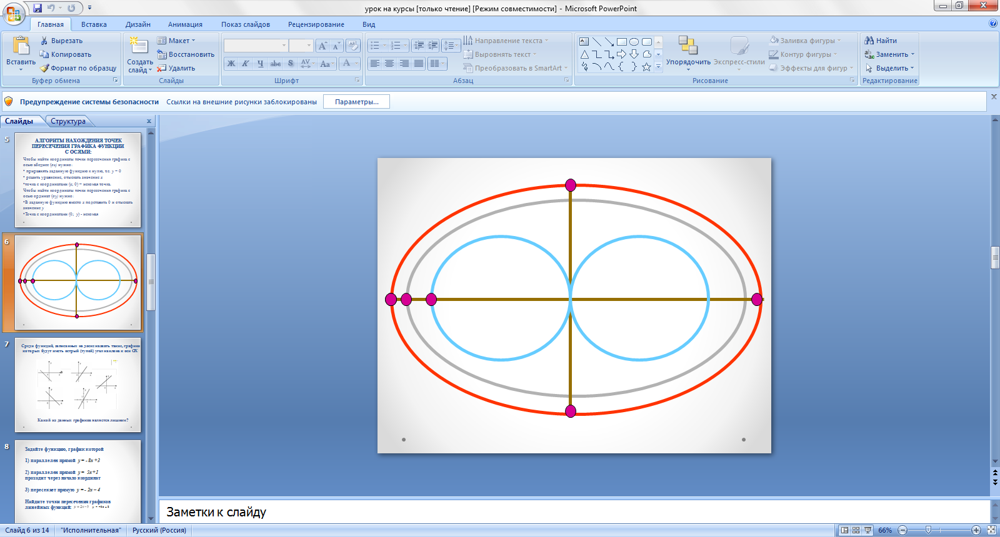 урок на курсы [только чтение] [Режим совместимости] - Microsoft PowerPoint
Главная Вставка Дизайн Анимация Показ слайдов Рецензирование Вид
Вставить
Вырезать
Копировать
Формат по образцу
Буфер обмена
Создать слайд
Макет
Восстановить
Удалить
Слайды
Ж К Ч abc S AV Aa A
Шрифт
Направление текста
Выровнять текст
Преобразовать в SmartArt
Абзац
Упорядочить
Экспресс-стили
Заливка фигуры
Контур фигуры
Эффекты для фигур
Рисование
Найти
Заменить
Выделить
Редактирование
Предупреждение системы безопасности Ссылки на внешние рисунки заблокированы Параметры...
Слайды Структура
5
АЛГОРИТМ НАХОЖДЕНИЯ ТОЧЕК
ПЕРЕСЕЧЕНИЯ ГРАФИКА ФУНКЦИИ
С ОСЯМИ:
Чтобы найти координаты точки пересечения графика с
осью абсцисс (ох) нужно:
• приравнять заданную функцию к нулю, т.е. y = 0
• решить уравнение, отыскать значение x
•точка с координатами (x; 0) – искомая точка.
Чтобы найти координаты точки пересечения графика с
осью ординат (оу) нужно:
•В заданную функцию вместо x подставить 0 и отыскать
значение y
•Точка с координатами (0; y) - искомая
6
7
Среди функций, записанных на доске назвать такие, графики
которых будут иметь острый (тупой) угол наклона к оси ОХ
Какой из данных графиков является лишним?
8
Задайте функцию, график которой
1) параллелен прямой y = - 8x +3
2) параллелен прямой y = 5x+1
проходит через начало координат
3) пересекает прямую y = - 2x – 4
Найдите точки пересечения графиков
линейных функций:
Заметки к слайду
Слайд 6 из 14 "Исполнительная" Русский (Россия) 66%